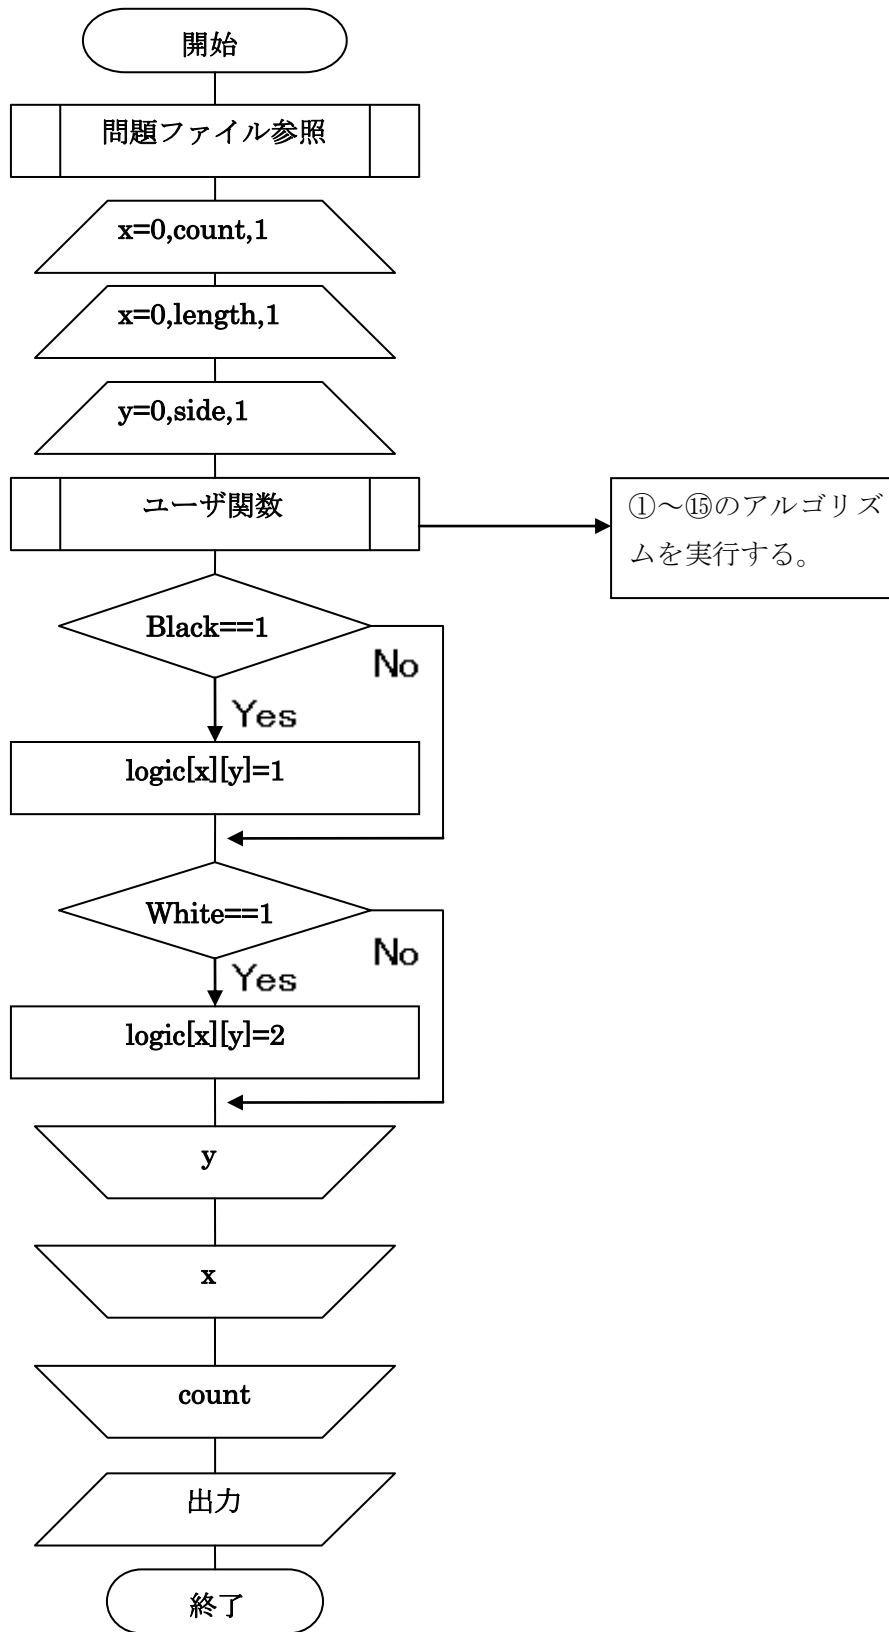 開始
問題ファイル参照
x=0,count,1
x=0,length,1
y=0,side,1
ユーザ関数
①～⑮のアルゴリズ
ムを実行する。
Black==1
No
Yes
logic[x][y]=1
White==1
No
Yes
logic[x][y]=2
y
x
count
出力
終了